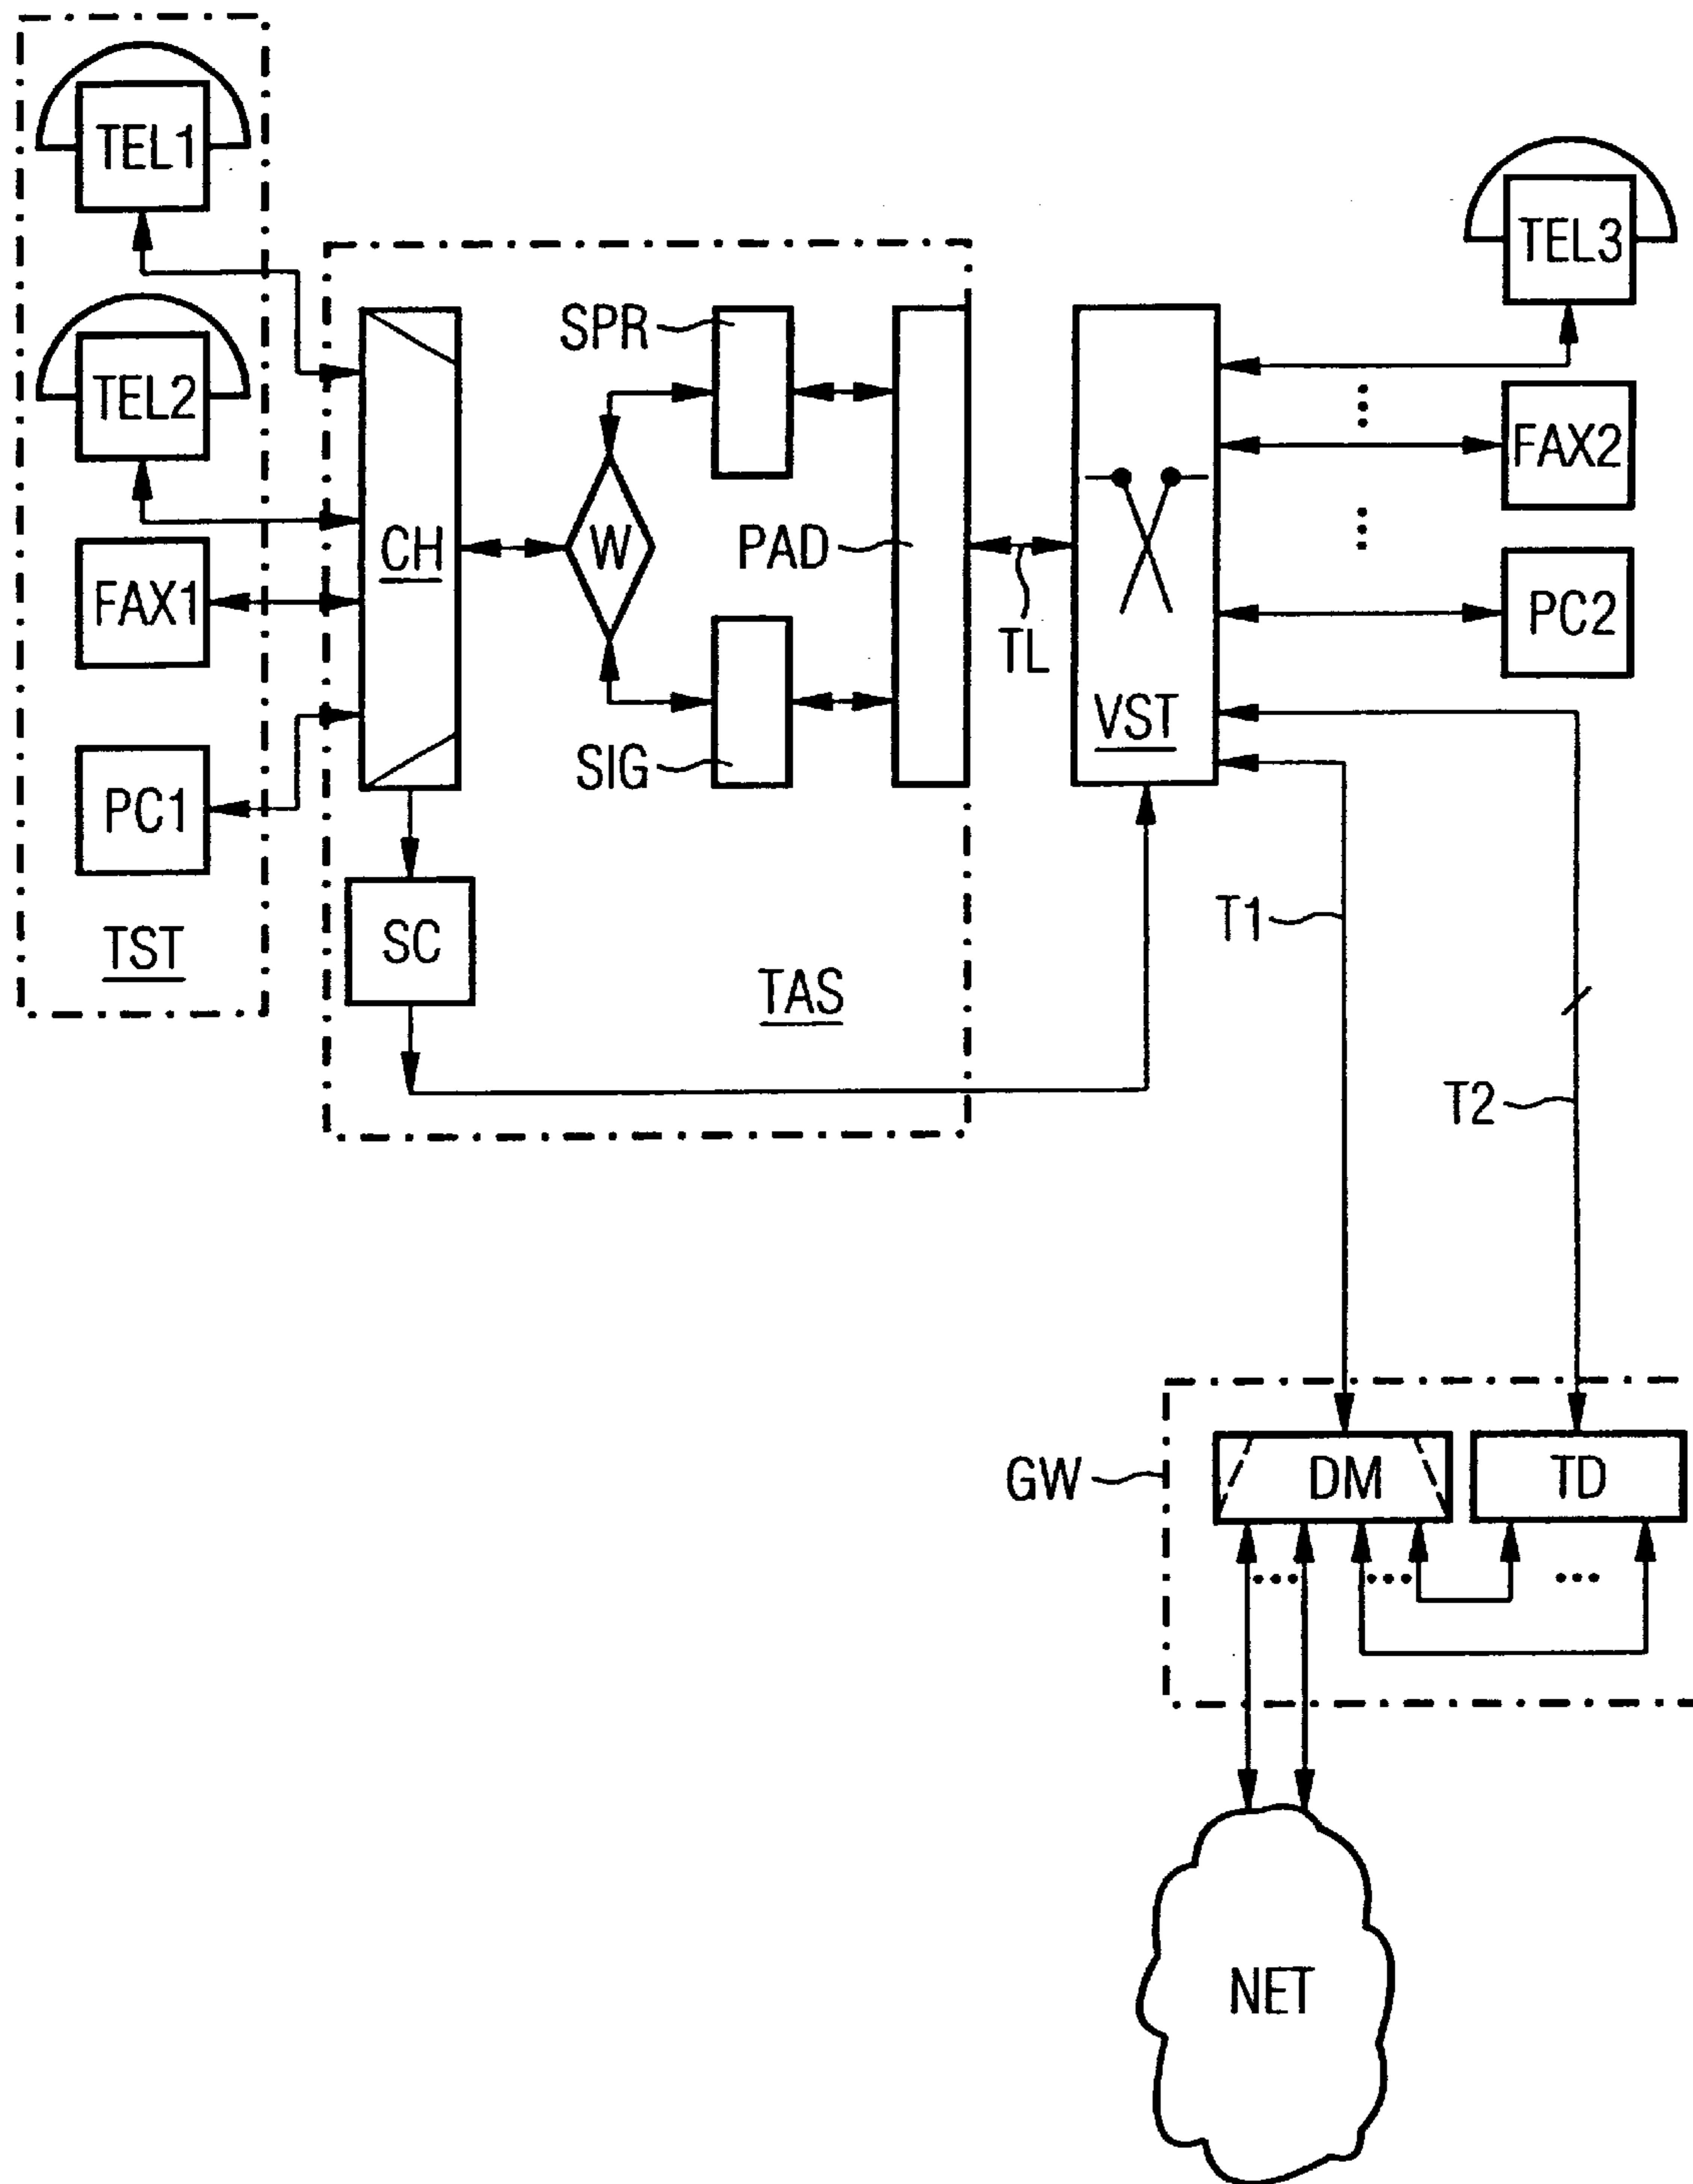 TEL1
TEL2
FAX1
PC1
TST
CH
SC
W
SPR
SIG
PAD
TAS
TL
VST
TEL3
FAX2
PC2
T1
T2
GW
DM
TD
NET